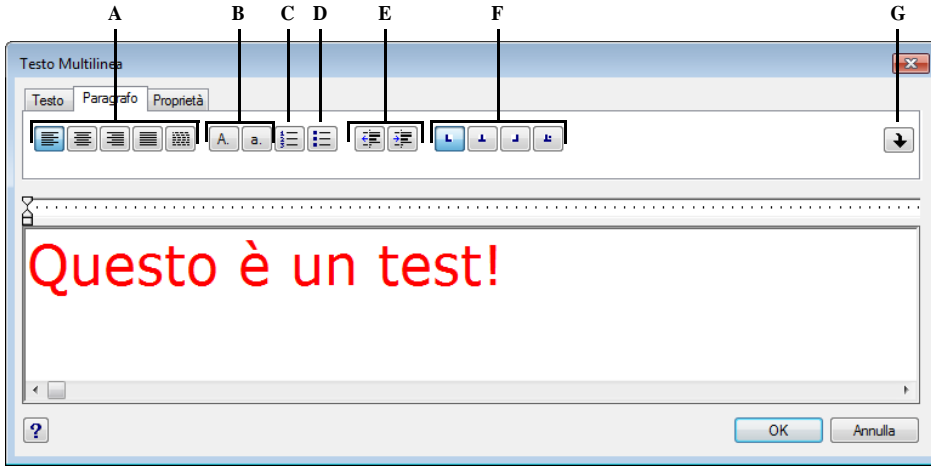 A B C D E F G
Testo Multilinea
Testo Paragrafo Proprietà
A. a.
Questo è un test!
? OK Annulla